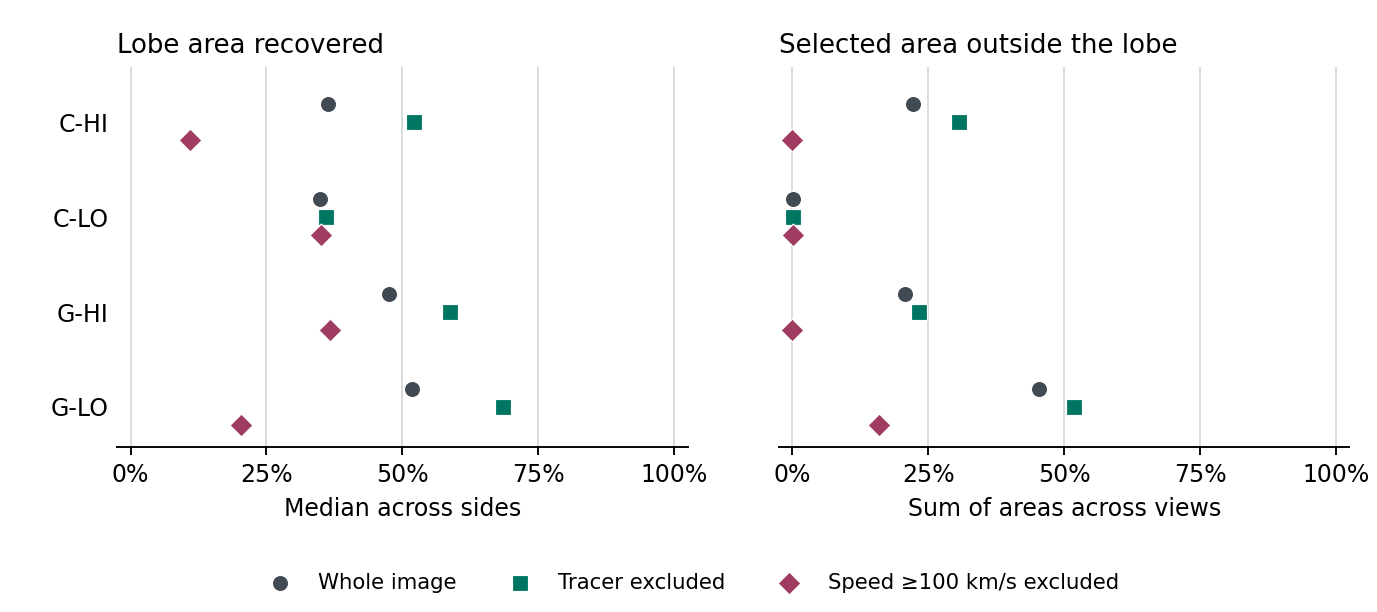 Lobe area recovered
Selected area outside the lobe
C-HI
C-LO
G-HI
G-LO
0% 25% 50% 75% 100%
0% 25% 50% 75% 100%
Median across sides
Sum of areas across views
Whole image
Tracer excluded
Speed ≥100 km/s excluded